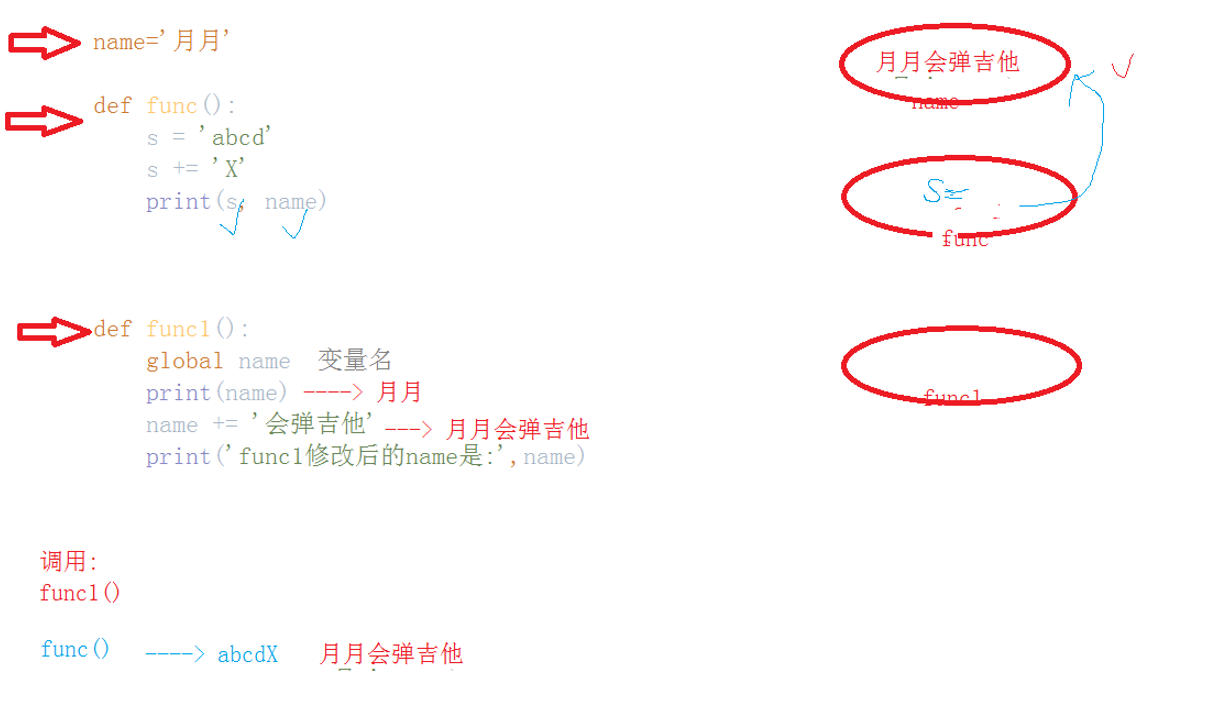 name='月月'
月月会弹吉他
name
def func():
s = 'abcd'
s += 'X'
print(s, name)
S=
func
def func1():
global name 变量名
print(name) ----> 月月
name += '会弹吉他' ---> 月月会弹吉他
print('func1修改后的name是:',name)
func1
调用:
func1()
func() ----> abcdX 月月会弹吉他